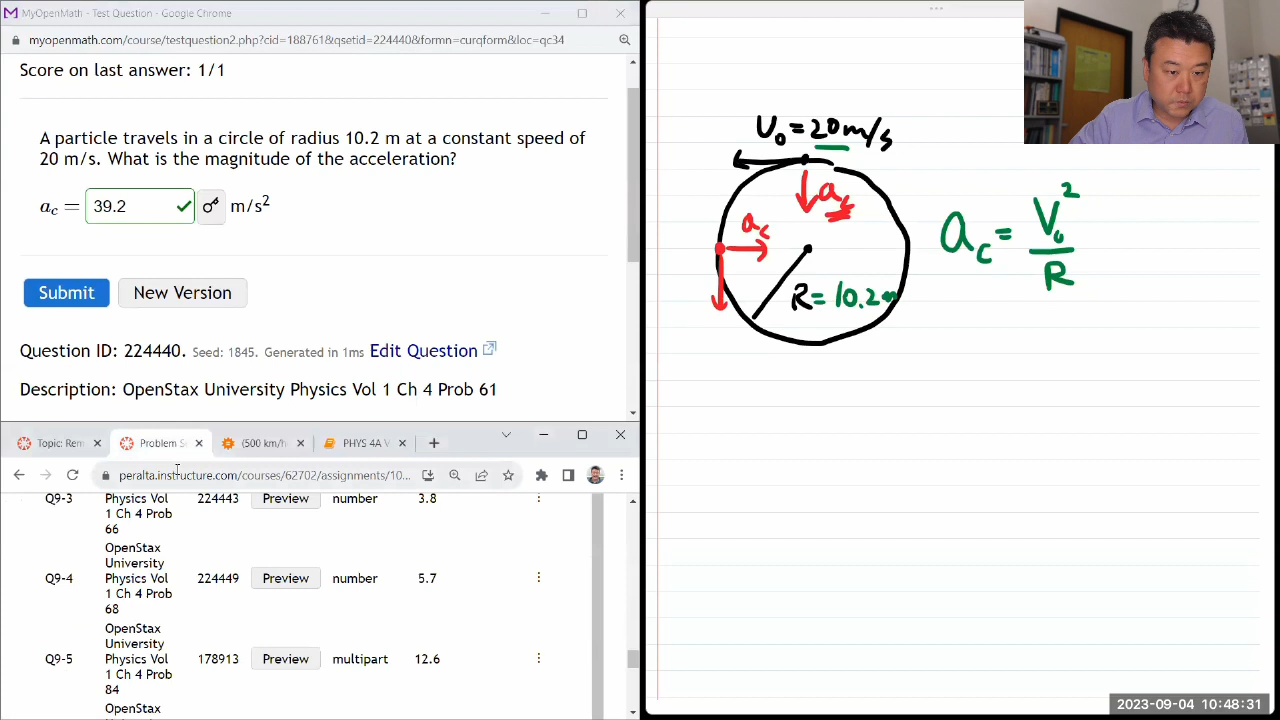 MyOpenMath - Test Question - Google Chrome
myopenmath.com/course/testquestion2.php?cid=188761&qsetid=224440&formn=curqform&loc=qc34
Score on last answer: 1/1
A particle travels in a circle of radius 10.2 m at a constant speed of
20 m/s. What is the magnitude of the acceleration?
a_c = 39.2 m/s²
Submit New Version
Question ID: 224440. Seed: 1845. Generated in 1ms Edit Question
Description: OpenStax University Physics Vol 1 Ch 4 Prob 61
Topic: Rem Problem Se (500 km/h PHYS 4A V
peralta.instructure.com/courses/62702/assignments/10...
Q9-3 Physics Vol 224443 Preview number 3.8
1 Ch 4 Prob
66
OpenStax
University
Q9-4 Physics Vol 224449 Preview number 5.7
1 Ch 4 Prob
68
OpenStax
University
Q9-5 Physics Vol 178913 Preview multipart 12.6
1 Ch 4 Prob
84
OpenStax
V₀ = 20 m/s
a_c
a_c
R = 10.2 m
a_c = V₀² / R
2023-09-04 10:48:31